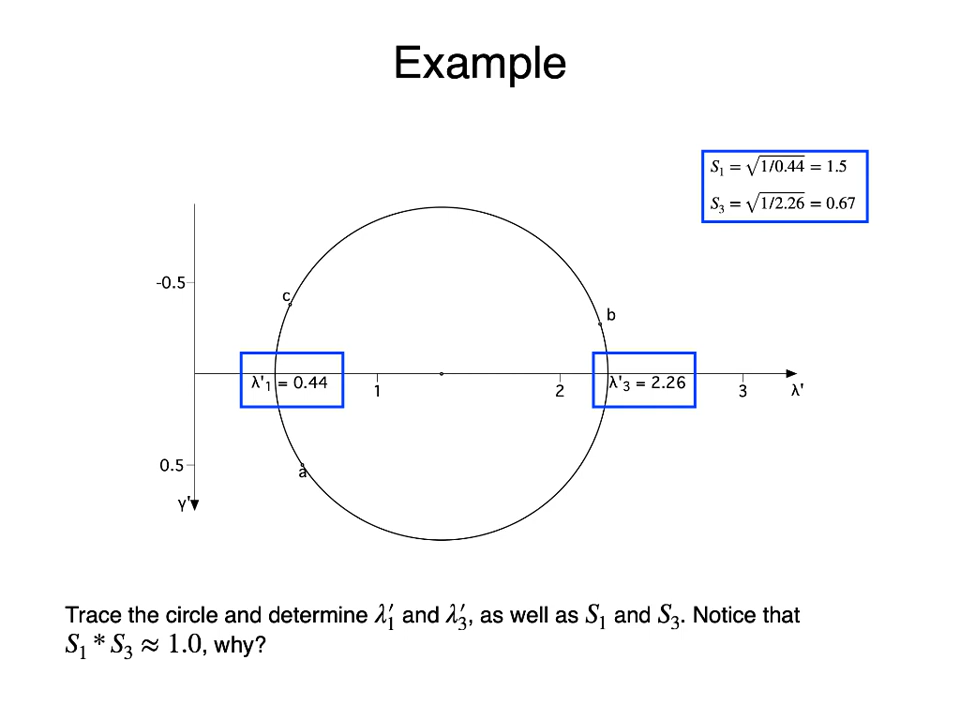 Example
S₁ = √1/0.44 = 1.5
S₃ = √1/2.26 = 0.67
-0.5
c
b
λ'₁ = 0.44
1
2
λ'₃ = 2.26
3
λ'
0.5
a
γ'
Trace the circle and determine λ′₁ and λ′₃, as well as S₁ and S₃. Notice that
S₁ * S₃ ≈ 1.0, why?